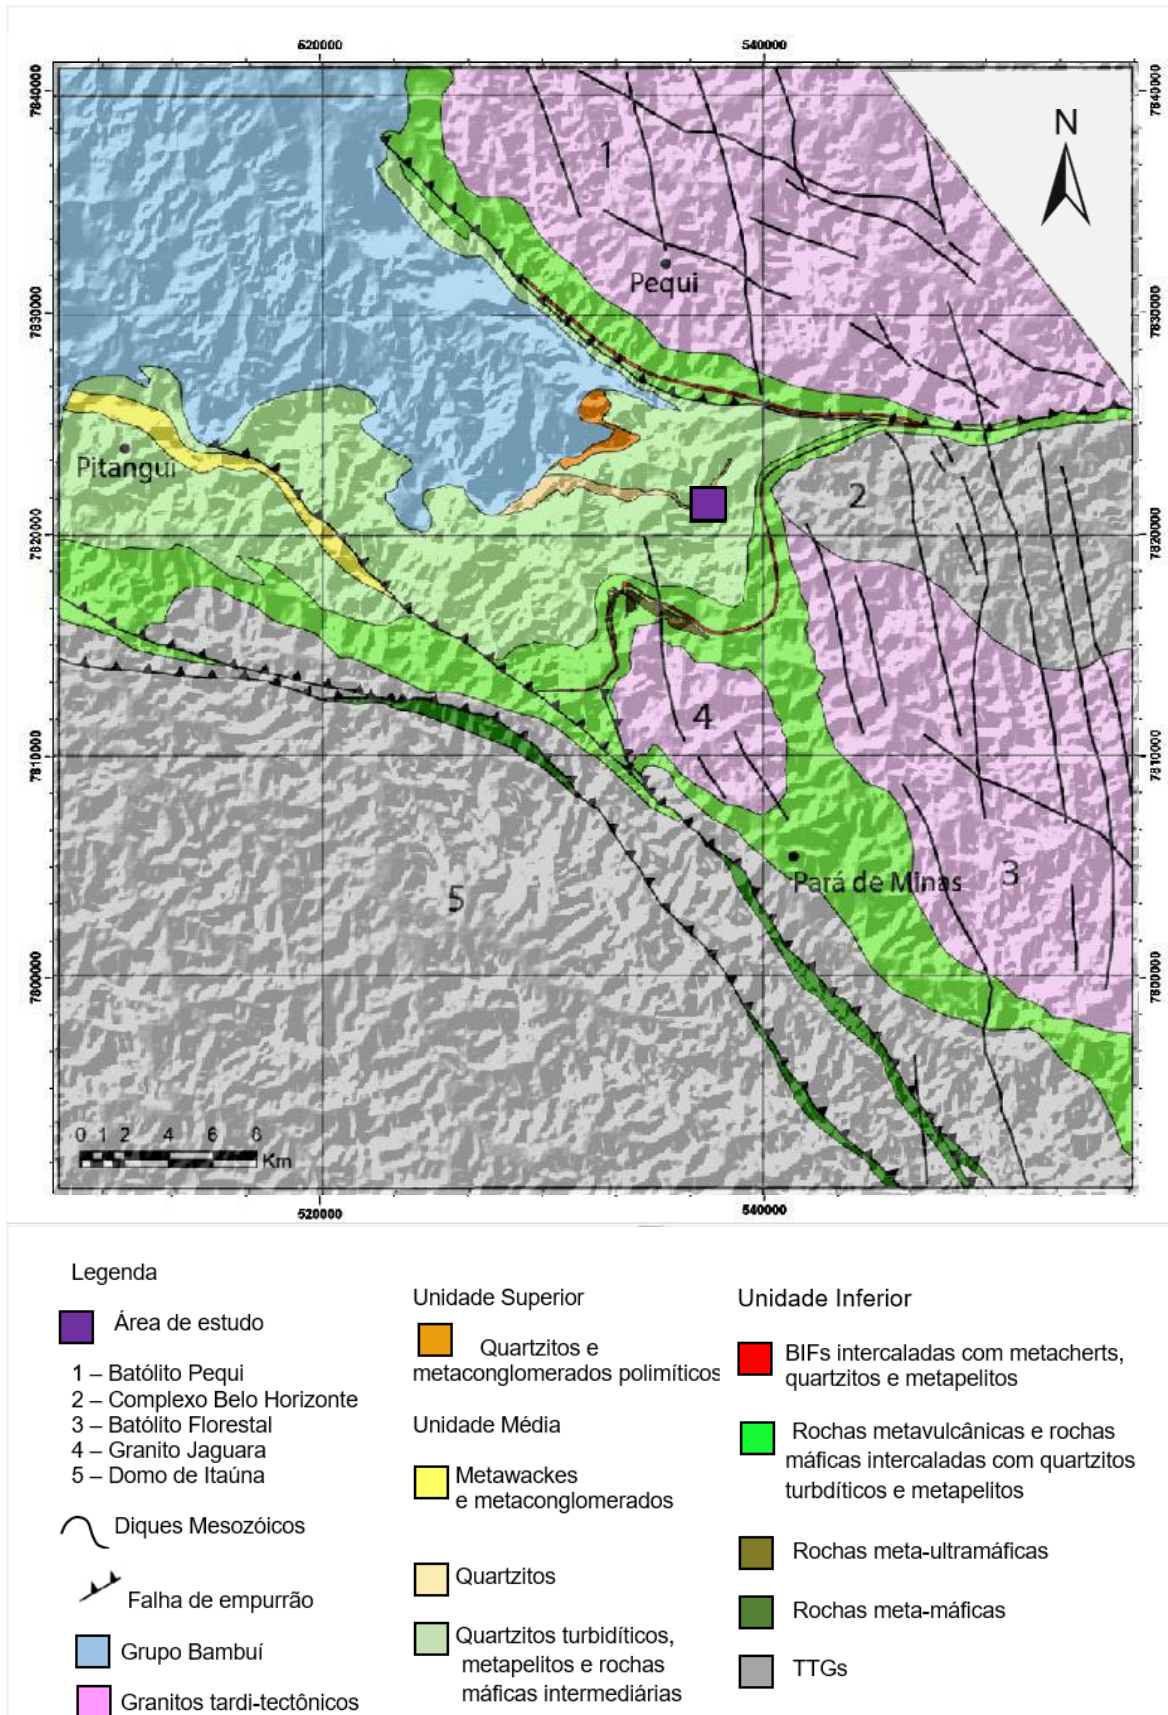 520000
540000
7840000
7840000
N
1
Pequi
7830000
7830000
Pitangui
2
7820000
7820000
4
7810000
7810000
Pará de Minas
3
5
7800000
7800000
0 1 2 4 6 8
Km
520000
540000
Legenda
Área de estudo
1 – Batólito Pequi
2 – Complexo Belo Horizonte
3 – Batólito Florestal
4 – Granito Jaguara
5 – Domo de Itaúna
Diques Mesozóicos
Falha de empurrão
Grupo Bambuí
Granitos tardi-tectônicos
Unidade Superior
Quartzitos e
metaconglomerados polimíticos
Unidade Média
Metawackes
e metaconglomerados
Quartzitos
Quartzitos turbidíticos,
metapelitos e rochas
máficas intermediárias
Unidade Inferior
BIFs intercaladas com metacherts,
quartzitos e metapelitos
Rochas metavulcânicas e rochas
máficas intercaladas com quartzitos
turbdíticos e metapelitos
Rochas meta-ultramáficas
Rochas meta-máficas
TTGs